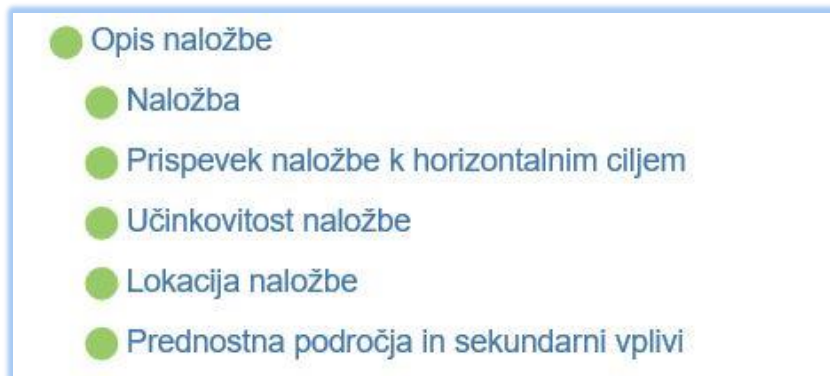 Opis naložbe
Naložba
Prispevek naložbe k horizontalnim ciljem
Učinkovitost naložbe
Lokacija naložbe
Prednostna področja in sekundarni vplivi